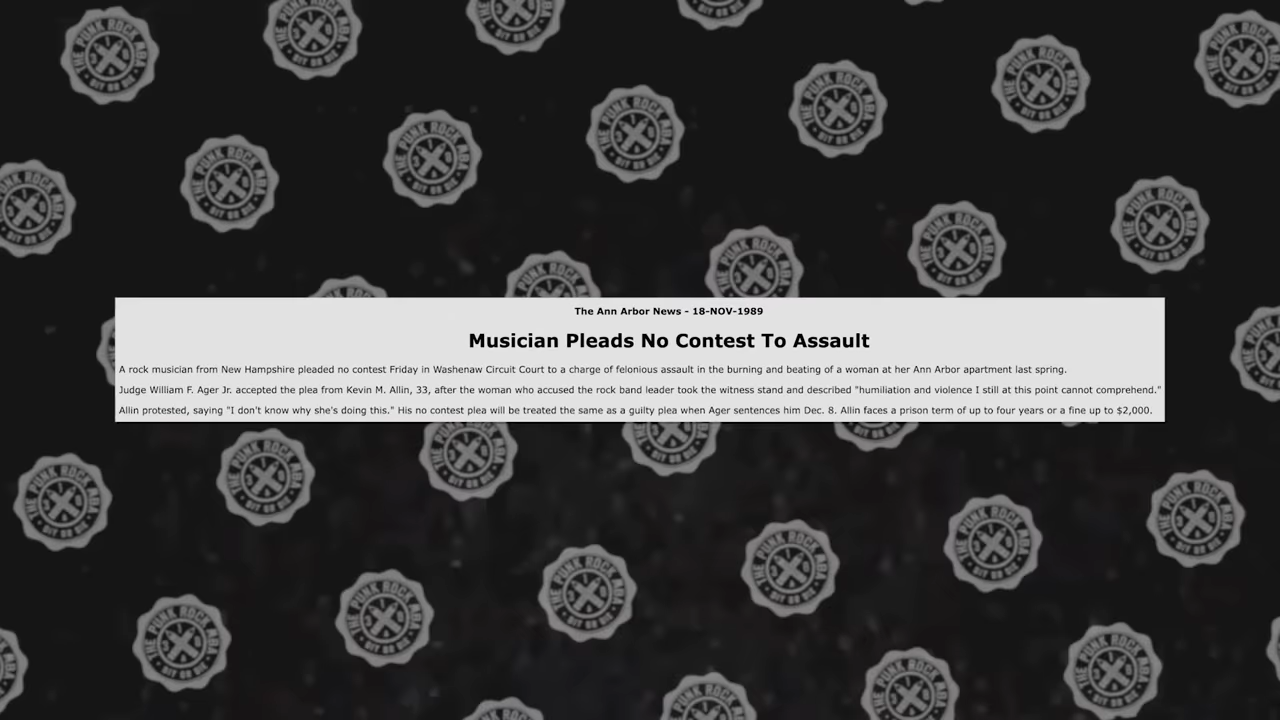 The Ann Arbor News - 18-NOV-1989
Musician Pleads No Contest To Assault
A rock musician from New Hampshire pleaded no contest Friday in Washenaw Circuit Court to a charge of felonious assault in the burning and beating of a woman at her Ann Arbor apartment last spring.
Judge William F. Ager Jr. accepted the plea from Kevin M. Allin, 33, after the woman who accused the rock band leader took the witness stand and described "humiliation and violence I still at this point cannot comprehend."
Allin protested, saying "I don't know why she's doing this." His no contest plea will be treated the same as a guilty plea when Ager sentences him Dec. 8. Allin faces a prison term of up to four years or a fine up to $2,000.